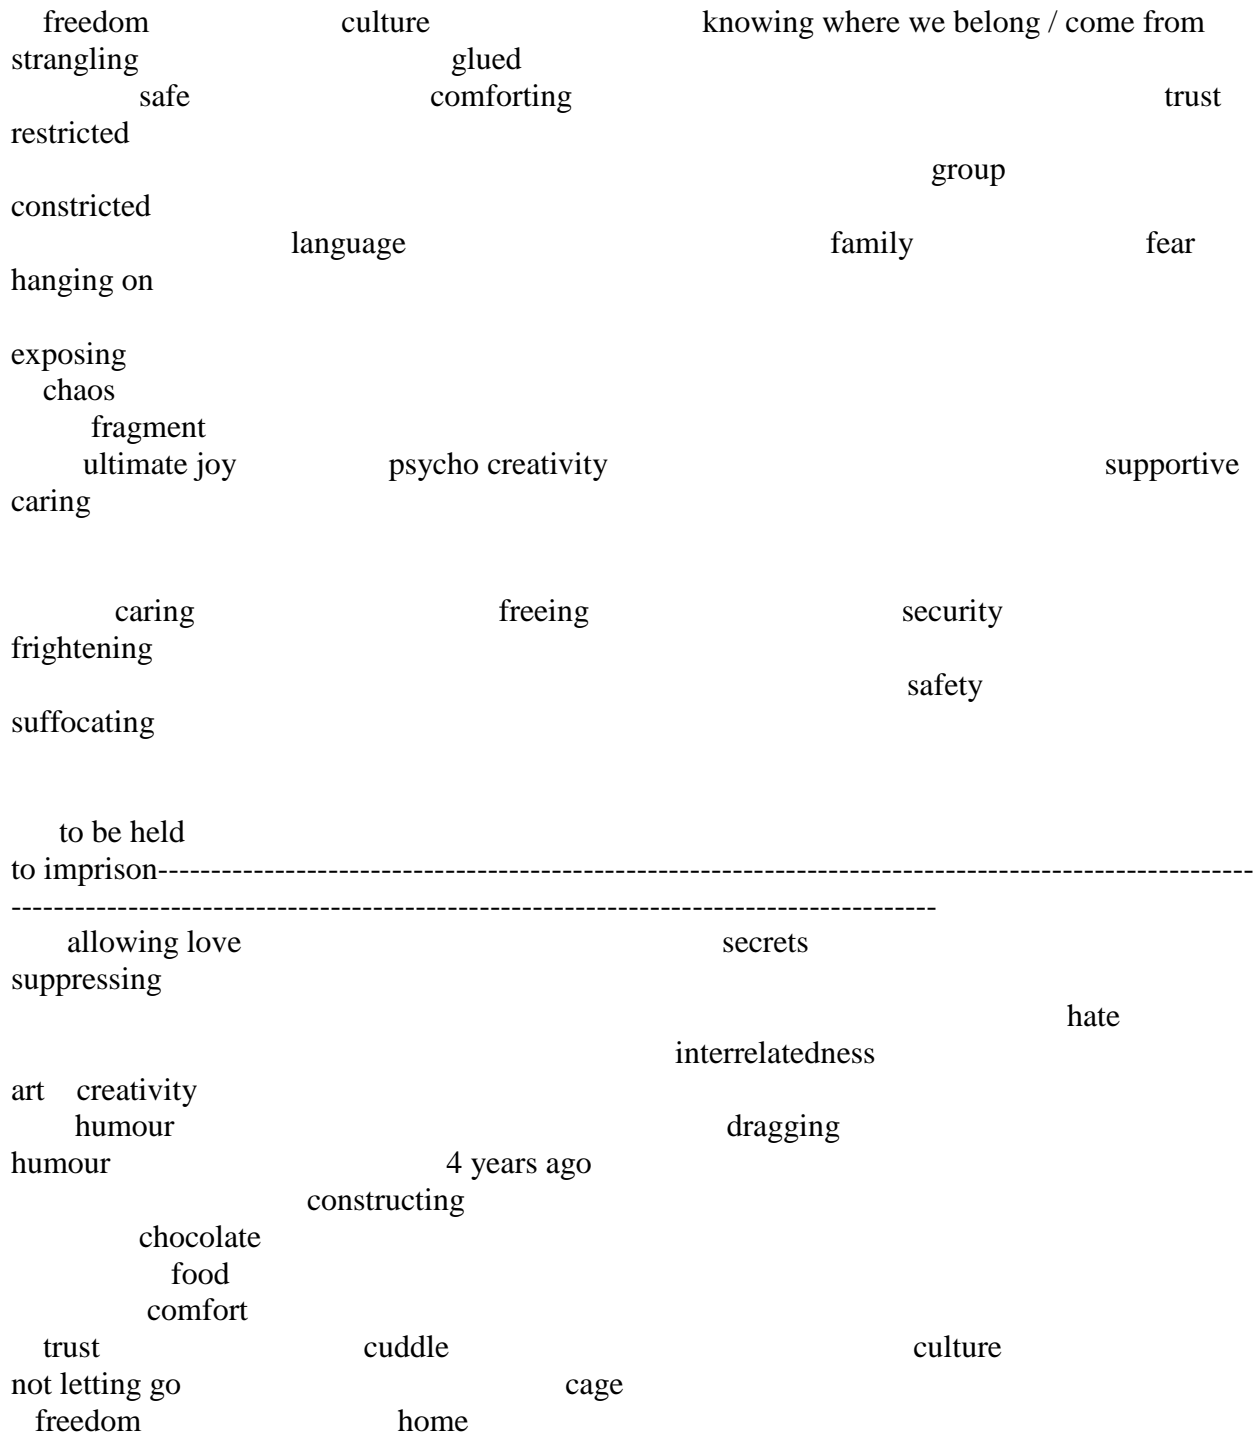 freedom culture knowing where we belong / come from
strangling glued
safe comforting trust
restricted
group
constricted
language family fear
hanging on
exposing
chaos
fragment
ultimate joy psycho creativity supportive
caring
caring freeing security
frightening
safety
suffocating
to be held
to imprison-------------------------------------------------------------------------------------------------------
---------------------------------------------------------------------------------------
allowing love secrets
suppressing
hate
interrelatedness
art creativity
humour dragging
humour 4 years ago
constructing
chocolate
food
comfort
trust cuddle culture
not letting go cage
freedom home